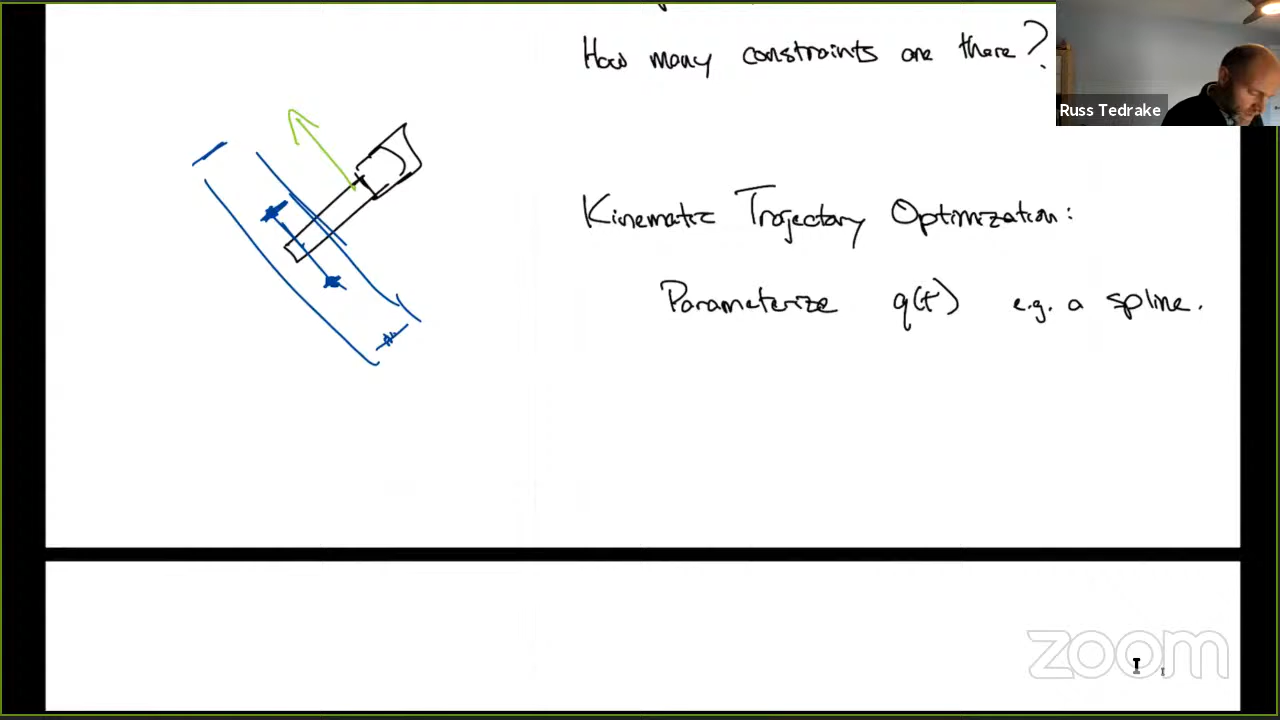 How many constraints are there?
Russ Tedrake
Kinematic Trajectory Optimization:
Parameterize q(t) e.g. a spline.
zoom